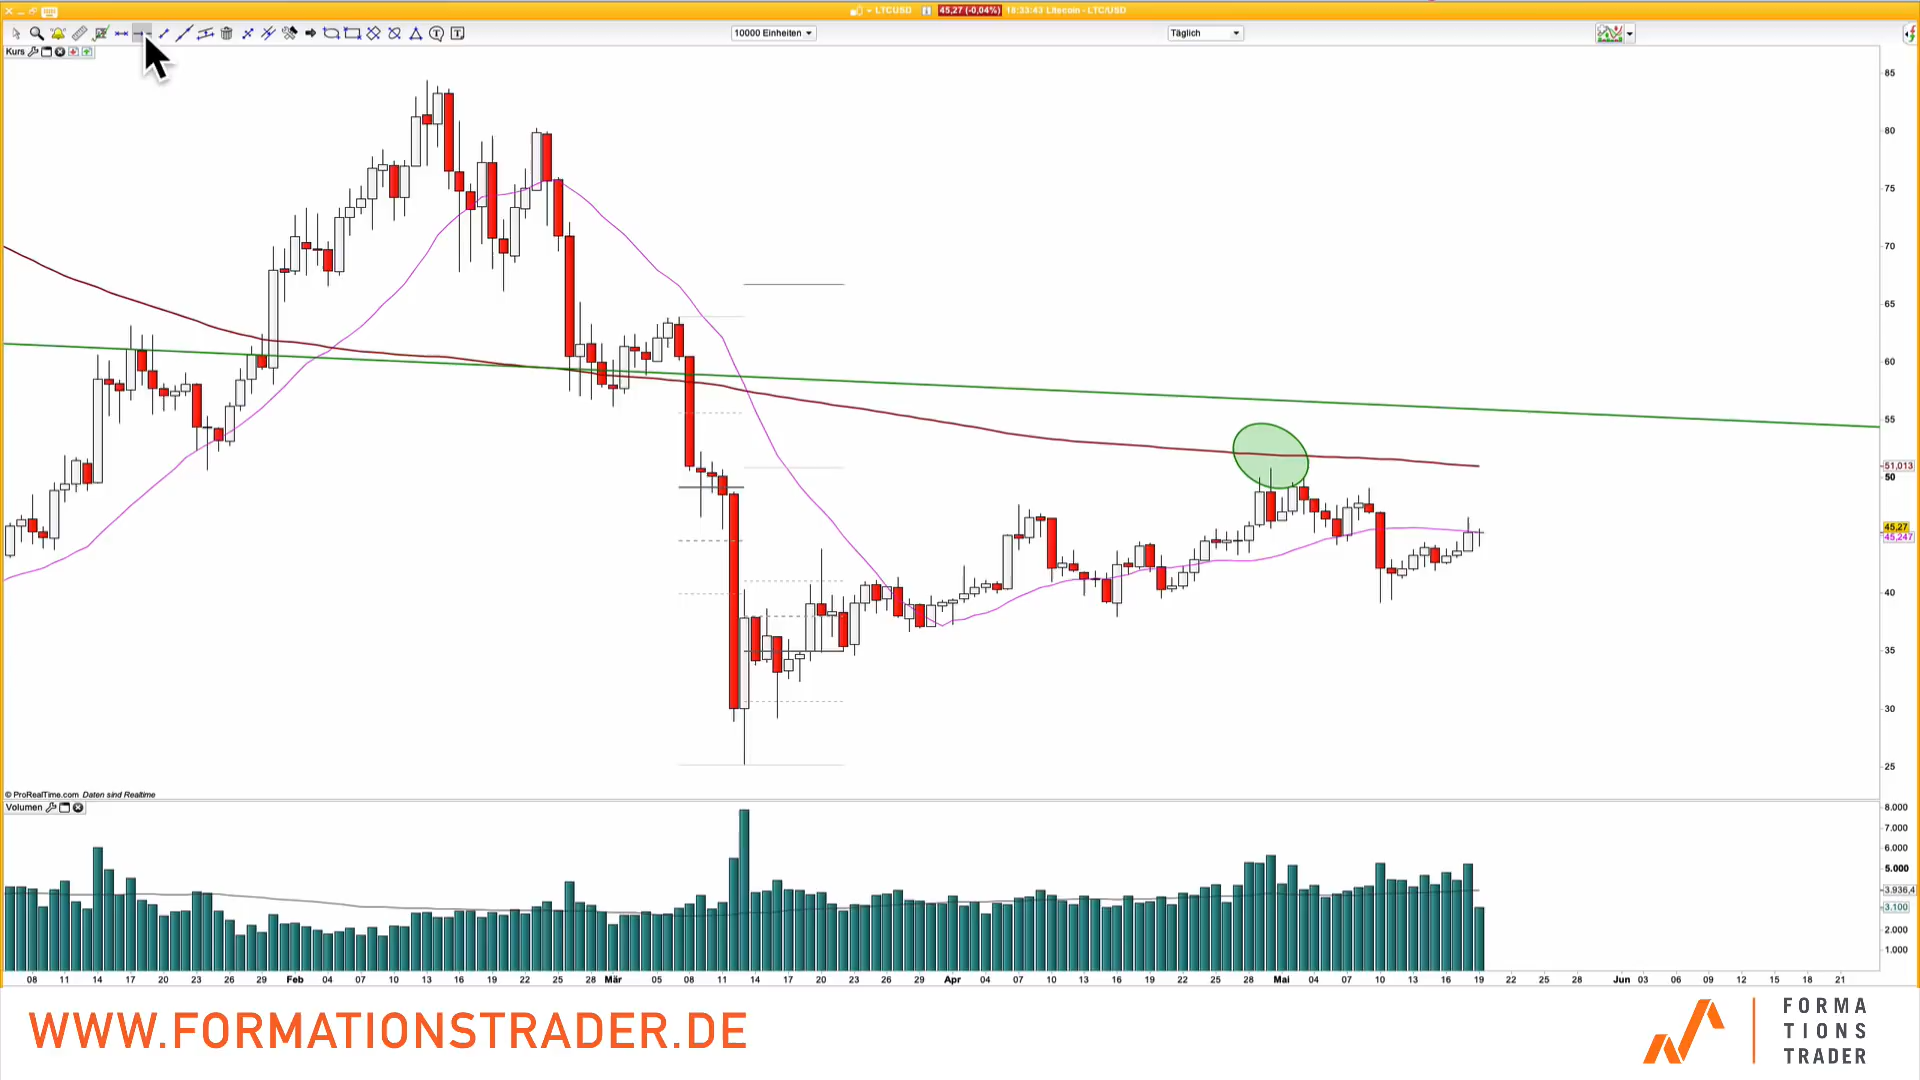 LTCUSD 45,27 (-0,04%) 18:33:43 Litecoin - LTC/USD
10000 Einheiten
Täglich
Kurs
85
80
75
70
65
60
55
51,013
50
45,27
45,247
40
35
30
25
© ProRealTime.com Daten sind Realtime
Volumen
8.000
7.000
6.000
5.000
3.936,4
3.100
2.000
1.000
08 11 14 17 20 23 26 29 Feb 04 07 10 13 16 19 22 25 28 Mär 05 08 11 14 17 20 23 26 29 Apr 04 07 10 13 16 19 22 25 28 Mai 04 07 10 13 16 19 22 25 28 Jun 03 06 09 12 15 18 21
WWW.FORMATIONSTRADER.DE
FORMA
TIONS
TRADER